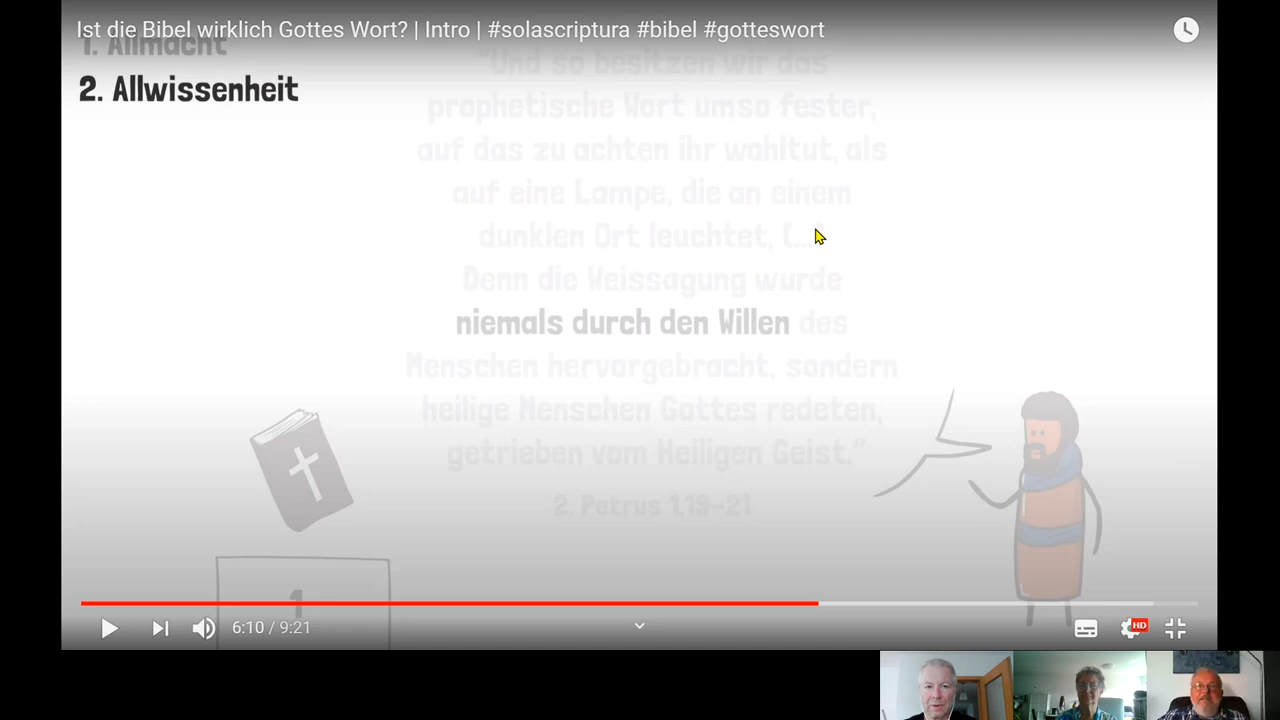 Ist die Bibel wirklich Gottes Wort? | Intro | #solascriptura #bibel #gotteswort
1. Allmacht
2. Allwissenheit
"Und so besitzen wir das
prophetische Wort umso fester,
auf das zu achten ihr wohltut, als
auf eine Lampe, die an einem
dunklen Ort leuchtet, (...)
Denn die Weissagung wurde
niemals durch den Willen des
Menschen hervorgebracht, sondern
heilige Menschen Gottes redeten,
getrieben vom Heiligen Geist."
2. Petrus 1,19-21
1
6:10 / 9:21
HD